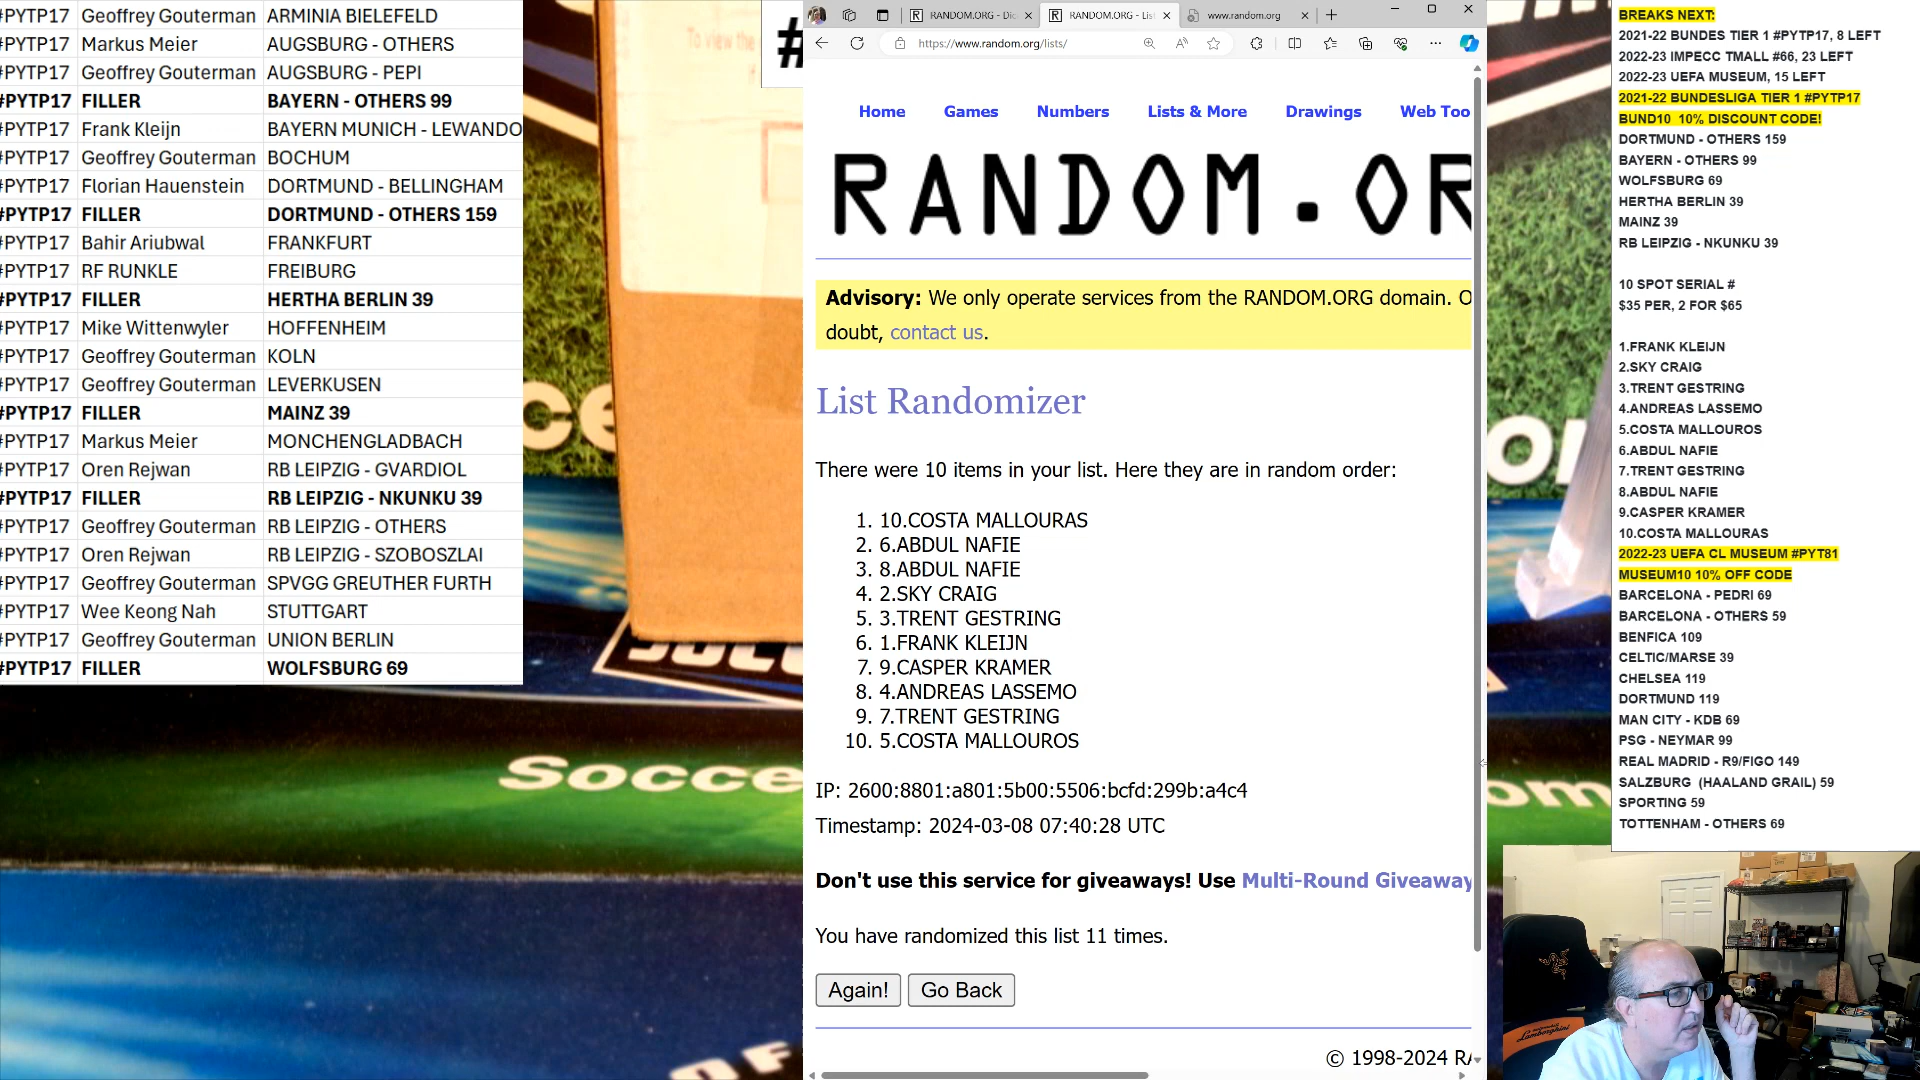 #PYTP17 Geoffrey Gouterman ARMINIA BIELEFELD
#PYTP17 Markus Meier AUGSBURG - OTHERS
#PYTP17 Geoffrey Gouterman AUGSBURG - PEPI
#PYTP17 FILLER BAYERN - OTHERS 99
#PYTP17 Frank Kleijn BAYERN MUNICH - LEWANDO
#PYTP17 Geoffrey Gouterman BOCHUM
#PYTP17 Florian Hauenstein DORTMUND - BELLINGHAM
#PYTP17 FILLER DORTMUND - OTHERS 159
#PYTP17 Bahir Ariubwal FRANKFURT
#PYTP17 RF RUNKLE FREIBURG
#PYTP17 FILLER HERTHA BERLIN 39
#PYTP17 Mike Wittenwyler HOFFENHEIM
#PYTP17 Geoffrey Gouterman KOLN
#PYTP17 Geoffrey Gouterman LEVERKUSEN
#PYTP17 FILLER MAINZ 39
#PYTP17 Markus Meier MONCHENGLADBACH
#PYTP17 Oren Rejwan RB LEIPZIG - GVARDIOL
#PYTP17 FILLER RB LEIPZIG - NKUNKU 39
#PYTP17 Geoffrey Gouterman RB LEIPZIG - OTHERS
#PYTP17 Oren Rejwan RB LEIPZIG - SZOBOSZLAI
#PYTP17 Geoffrey Gouterman SPVGG GREUTHER FURTH
#PYTP17 Wee Keong Nah STUTTGART
#PYTP17 Geoffrey Gouterman UNION BERLIN
#PYTP17 FILLER WOLFSBURG 69
To view the
#
Socce
of
RANDOM.ORG - Dic
RANDOM.ORG - List
www.random.org
https://www.random.org/lists/
Home Games Numbers Lists & More Drawings Web Too
RANDOM.OR
Advisory: We only operate services from the RANDOM.ORG domain. O
doubt, contact us.
List Randomizer
There were 10 items in your list. Here they are in random order:
1. 10.COSTA MALLOURAS
2. 6.ABDUL NAFIE
3. 8.ABDUL NAFIE
4. 2.SKY CRAIG
5. 3.TRENT GESTRING
6. 1.FRANK KLEIJN
7. 9.CASPER KRAMER
8. 4.ANDREAS LASSEMO
9. 7.TRENT GESTRING
10. 5.COSTA MALLOUROS
IP: 2600:8801:a801:5b00:5506:bcfd:299b:a4c4
Timestamp: 2024-03-08 07:40:28 UTC
Don't use this service for giveaways! Use Multi-Round Giveaway
You have randomized this list 11 times.
Again! Go Back
© 1998-2024 RA
BREAKS NEXT:
2021-22 BUNDES TIER 1 #PYTP17, 8 LEFT
2022-23 IMPECC TMALL #66, 23 LEFT
2022-23 UEFA MUSEUM, 15 LEFT
2021-22 BUNDESLIGA TIER 1 #PYTP17
BUND10 10% DISCOUNT CODE!
DORTMUND - OTHERS 159
BAYERN - OTHERS 99
WOLFSBURG 69
HERTHA BERLIN 39
MAINZ 39
RB LEIPZIG - NKUNKU 39
10 SPOT SERIAL #
$35 PER, 2 FOR $65
1.FRANK KLEIJN
2.SKY CRAIG
3.TRENT GESTRING
4.ANDREAS LASSEMO
5.COSTA MALLOUROS
6.ABDUL NAFIE
7.TRENT GESTRING
8.ABDUL NAFIE
9.CASPER KRAMER
10.COSTA MALLOURAS
2022-23 UEFA CL MUSEUM #PYT81
MUSEUM10 10% OFF CODE
BARCELONA - PEDRI 69
BARCELONA - OTHERS 59
BENFICA 109
CELTIC/MARSE 39
CHELSEA 119
DORTMUND 119
MAN CITY - KDB 69
PSG - NEYMAR 99
REAL MADRID - R9/FIGO 149
SALZBURG (HAALAND GRAIL) 59
SPORTING 59
TOTTENHAM - OTHERS 69